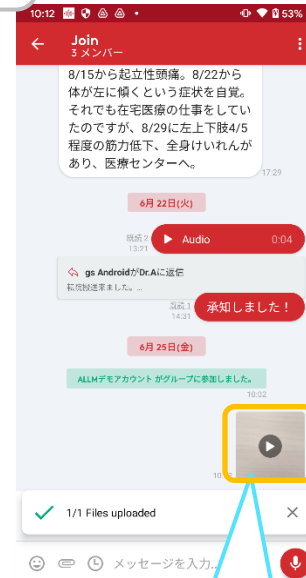 10:12
53%
Join
3 メンバー
8/15から起立性頭痛。8/22から
体が左に傾くという症状を自覚。
それでも在宅医療の仕事をしてい
たのですが、8/29に左上下肢4/5
程度の筋力低下、全身けいれんが
あり、医療センターへ。
17:29
6月 22日(火)
既読 2
13:21
Audio
0:04
gs AndroidがDr.Aに返信
転院搬送来ました。...
既読 1
14:31
承知しました!
6月 25日(金)
ALLMデモアカウント がグループに参加しました。
10:02
1/1 Files uploaded
メッセージを入力...